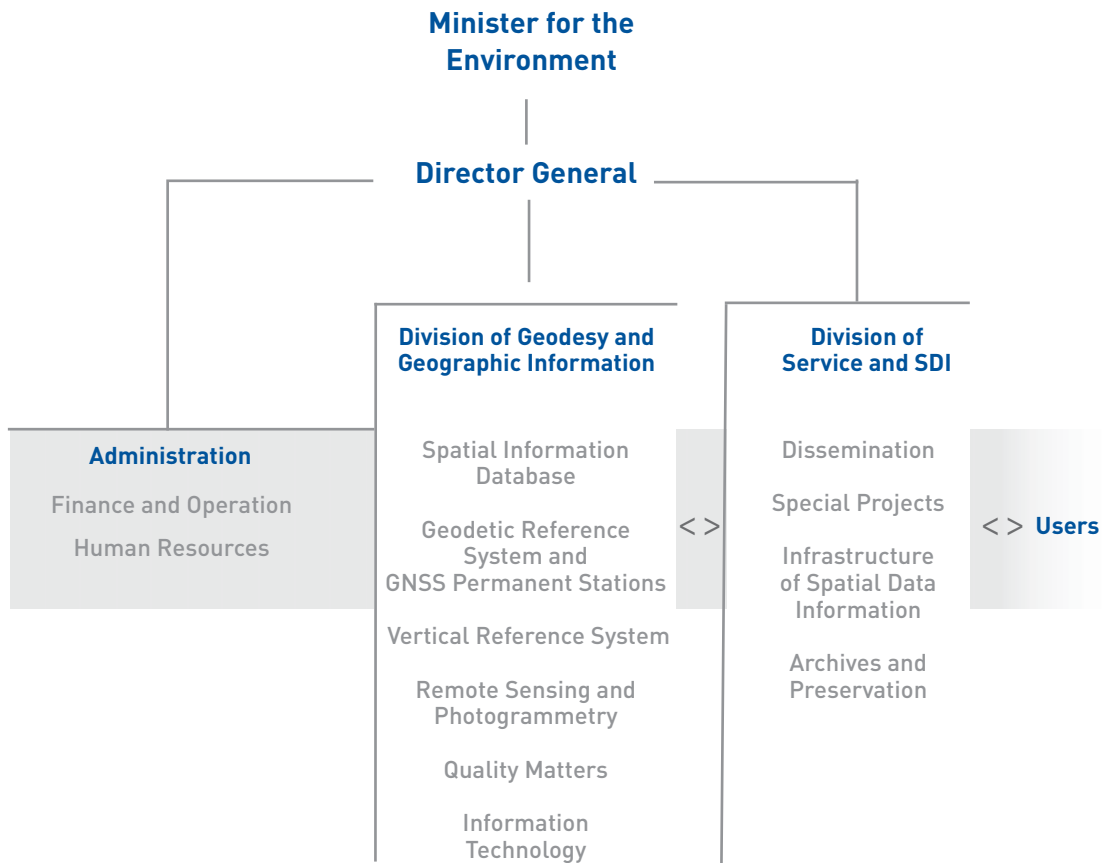 Minister for the
Environment
Director General
Division of Geodesy and
Geographic Information
Division of
Service and SDI
Administration
Finance and Operation
Human Resources
Spatial Information
Database
Geodetic Reference
System and
GNSS Permanent Stations
Vertical Reference System
Remote Sensing and
Photogrammetry
Quality Matters
Information
Technology
< >
Dissemination
Special Projects
Infrastructure
of Spatial Data
Information
Archives and
Preservation
< > Users